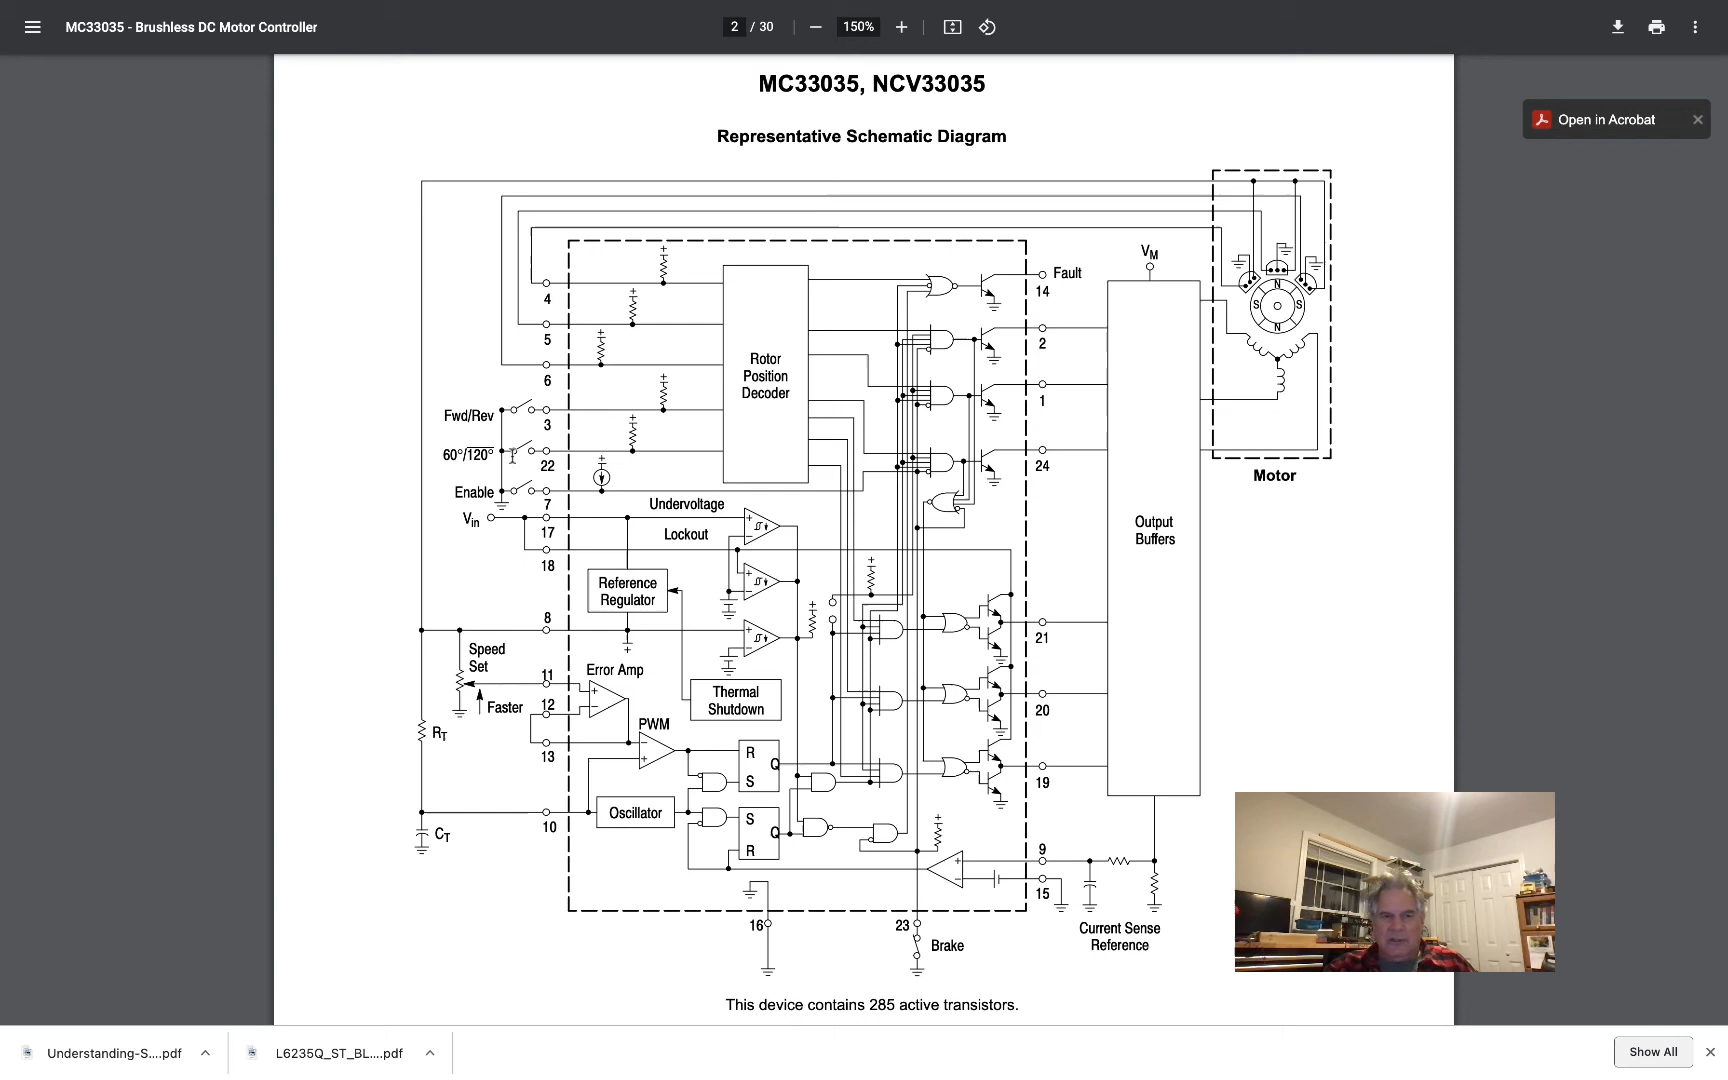 MC33035 - Brushless DC Motor Controller
2 / 30
150%
Open in Acrobat
MC33035, NCV33035
Representative Schematic Diagram
4
5
6
Fwd/Rev
3
60°/120°
22
Enable
7
Vin
17
18
8
Speed
Set
Faster
11
12
13
RT
10
CT
Rotor
Position
Decoder
Undervoltage
Lockout
Reference
Regulator
Error Amp
Thermal
Shutdown
PWM
Oscillator
R
S
Q
S
R
Q
16
23
Brake
Fault
14
2
1
24
21
20
19
9
15
VM
Output
Buffers
N
S
S
N
Motor
Current Sense
Reference
This device contains 285 active transistors.
Understanding-S....pdf
L6235Q_ST_BL....pdf
Show All